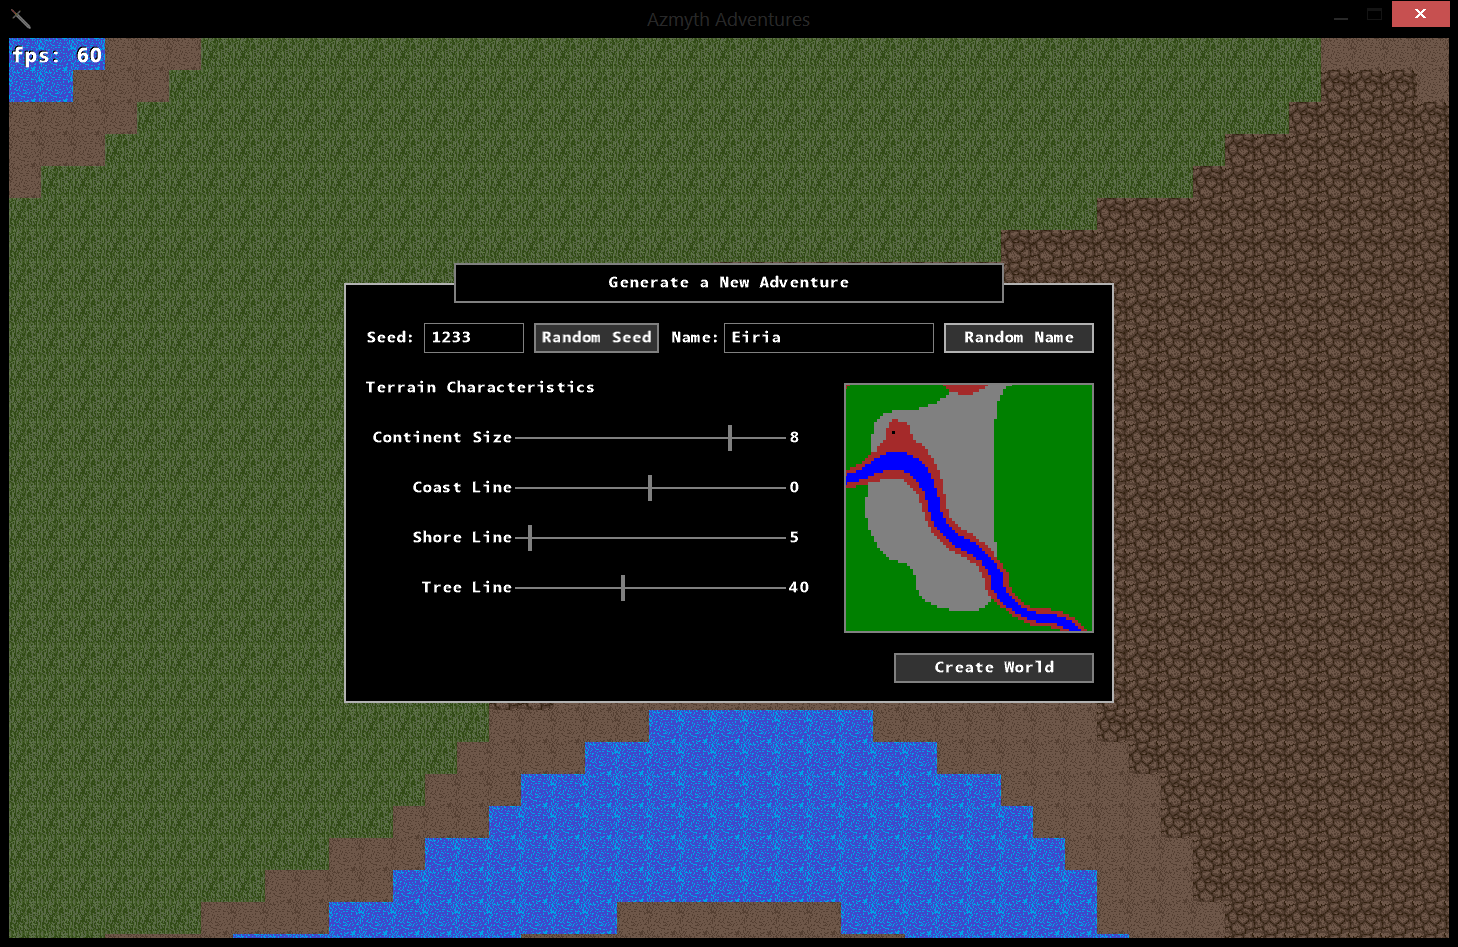 Azmyth Adventures
fps: 60
Generate a New Adventure
Seed: 1233 Random Seed Name: Eiria Random Name
Terrain Characteristics
Continent Size 8
Coast Line 0
Shore Line 5
Tree Line 40
Create World